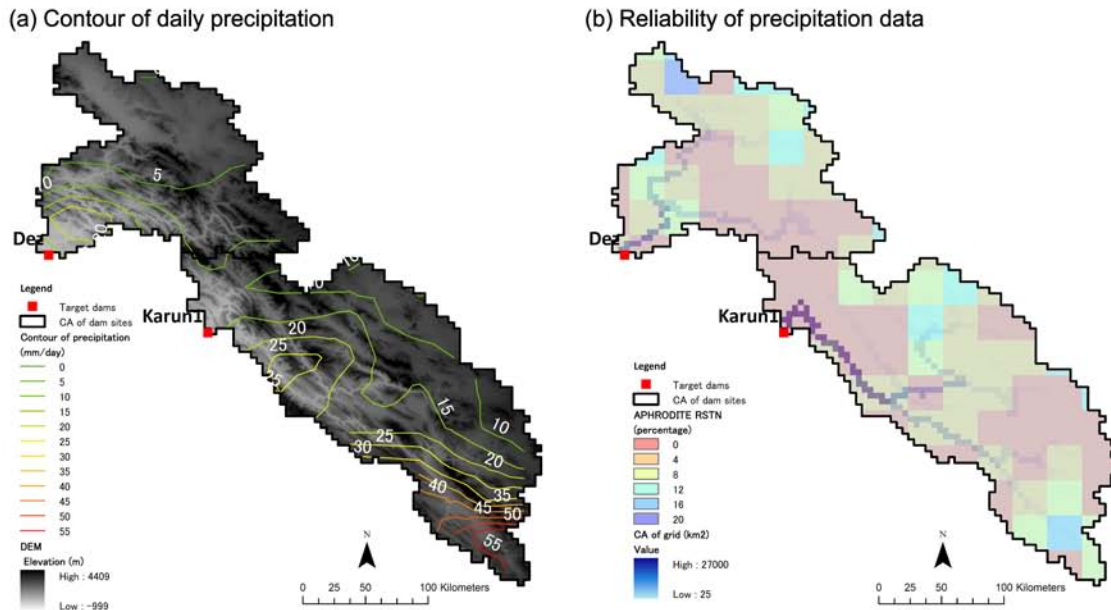 (a) Contour of daily precipitation
5
10
20
Dez
10
10
Karun1
20
25
25
15
10
25
30
20
40
35
45
50
55
Legend
Target dams
CA of dam sites
Contour of precipitation
(mm/day)
0
5
10
15
20
25
30
35
40
45
50
55
DEM
Elevation (m)
High : 4409
Low : -999
N
0 25 50 100 Kilometers
(b) Reliability of precipitation data
Dez
Karun1
Legend
Target dams
CA of dam sites
APHRODITE RSTN
(percentage)
0
4
8
12
16
20
CA of grid (km2)
Value
High : 27000
Low : 25
N
0 25 50 100 Kilometers